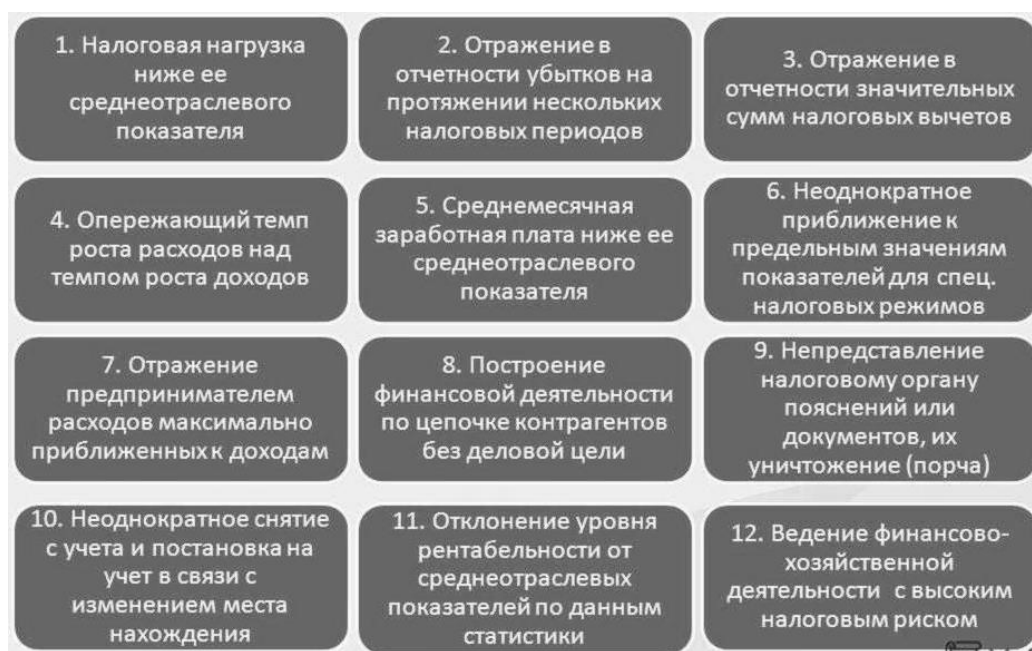 1. Налоговая нагрузка
ниже ее
среднеотраслевого
показателя
2. Отражение в
отчетности убытков на
протяжении нескольких
налоговых периодов
3. Отражение в
отчетности значительных
сумм налоговых вычетов
4. Опережающий темп
роста расходов над
темпом роста доходов
5. Среднемесячная
заработная плата ниже ее
среднеотраслевого
показателя
6. Неоднократное
приближение к
предельным значениям
показателей для спец.
налоговых режимов
7. Отражение
предпринимателем
расходов максимально
приближенных к доходам
8. Построение
финансовой деятельности
по цепочке контрагентов
без деловой цели
9. Непредставление
налоговому органу
пояснений или
документов, их
уничтожение (порча)
10. Неоднократное снятие
с учета и постановка на
учет в связи с
изменением места
нахождения
11. Отклонение уровня
рентабельности от
среднеотраслевых
показателей по данным
статистики
12. Ведение финансово-
хозяйственной
деятельности с высоким
налоговым риском